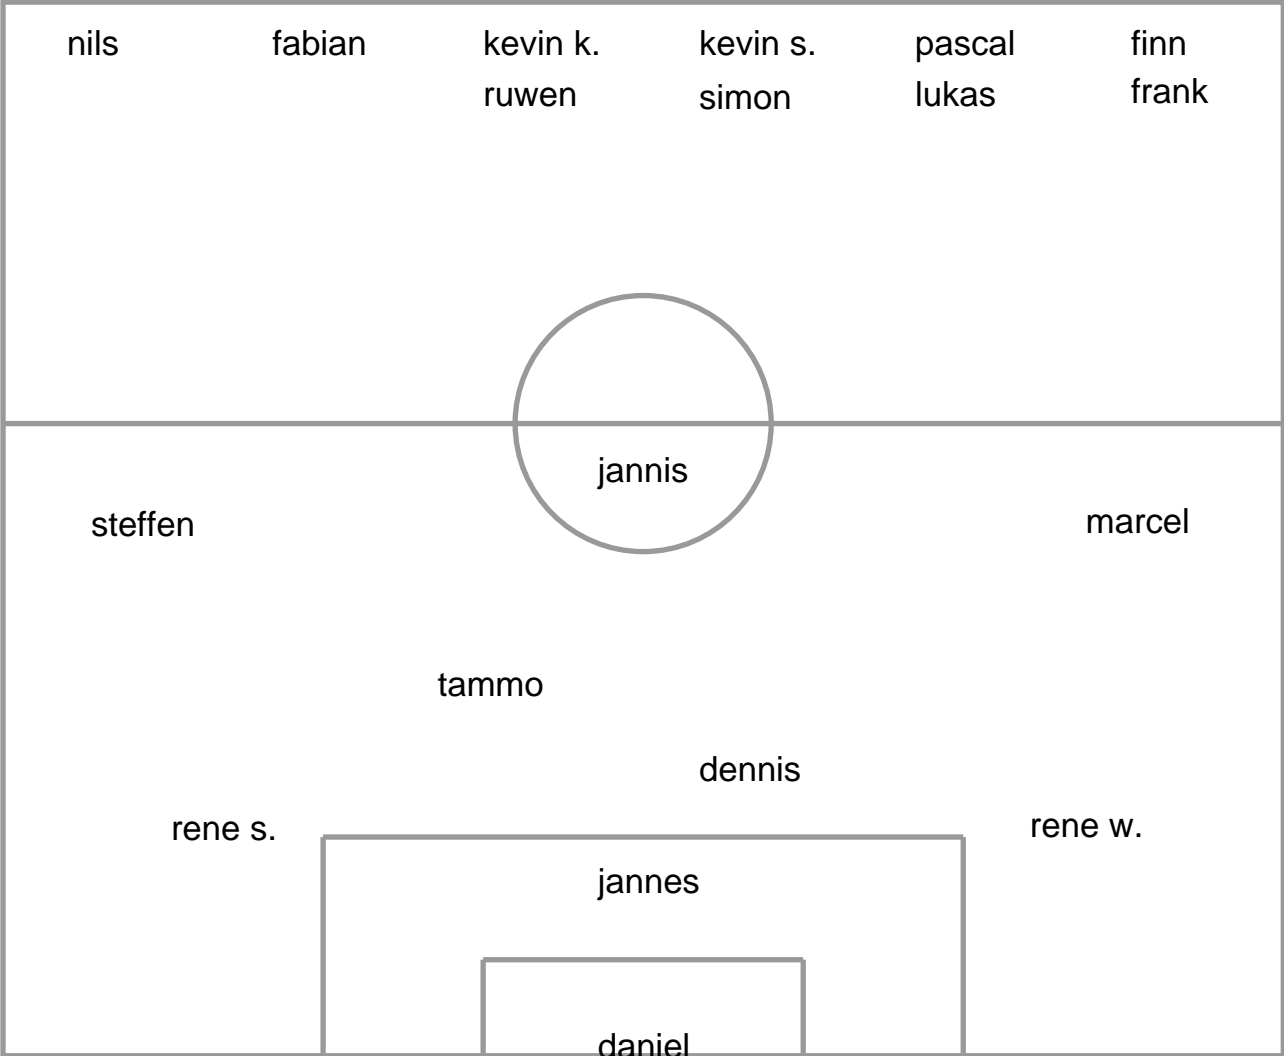 nils fabian kevin k. kevin s. pascal finn
ruwen simon lukas frank
jannis
steffen marcel
tammo
dennis
rene s. rene w.
jannes
daniel